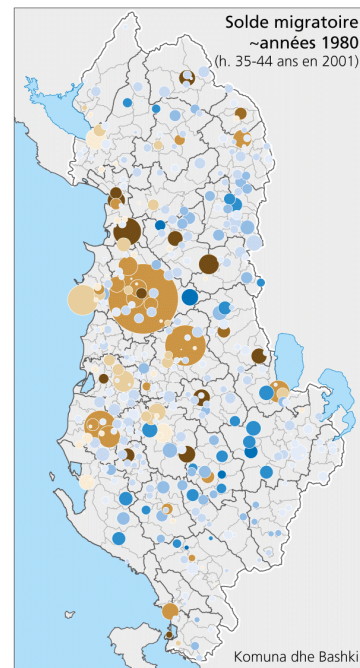 Solde migratoire
~années 1980
(h. 35-44 ans en 2001)
Komuna dhe Bashki